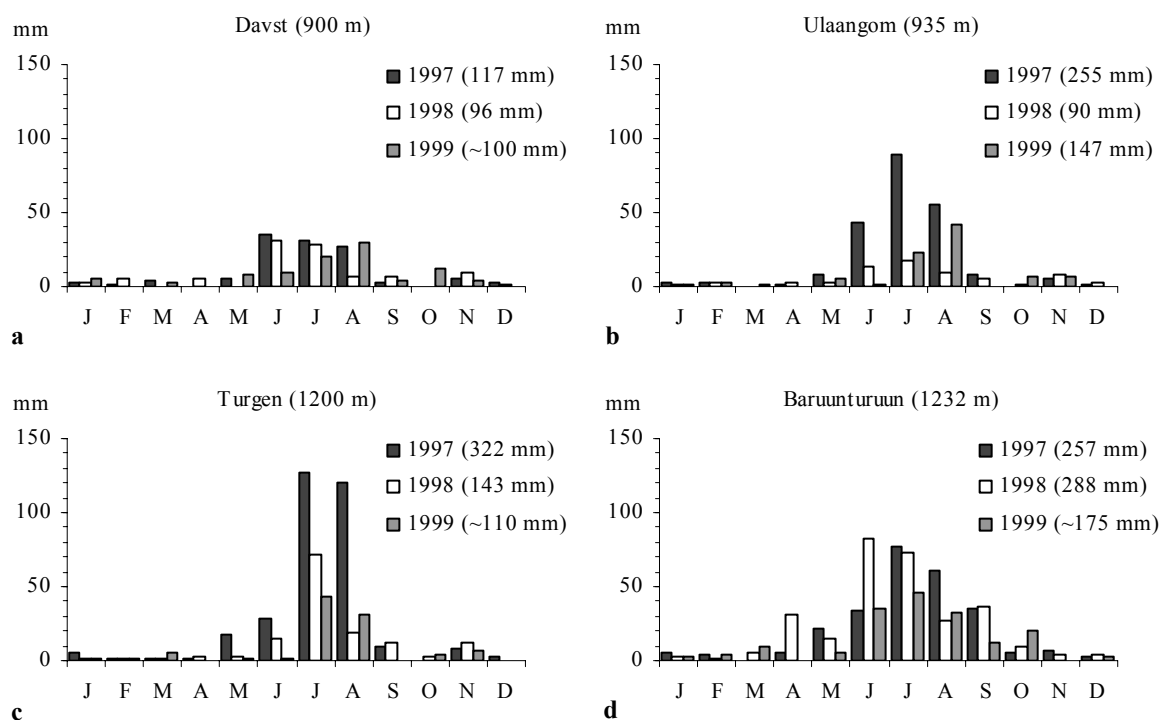 Davst (900 m)
mm
150
100
50
0
1997 (117 mm)
1998 (96 mm)
1999 (~100 mm)
J F M A M J J A S O N D
a
Ulaangom (935 m)
mm
150
100
50
0
1997 (255 mm)
1998 (90 mm)
1999 (147 mm)
J F M A M J J A S O N D
b
Turgen (1200 m)
mm
150
100
50
0
1997 (322 mm)
1998 (143 mm)
1999 (~110 mm)
J F M A M J J A S O N D
c
Baruunturuun (1232 m)
mm
150
100
50
0
1997 (257 mm)
1998 (288 mm)
1999 (~175 mm)
J F M A M J J A S O N D
d